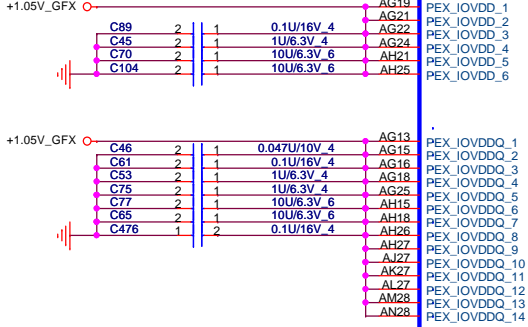 +1.05V_GFX AG19 PEX_IOVDD_1
AG21 PEX_IOVDD_2
C89 2 1 0.1U/16V_4 AG22 PEX_IOVDD_3
C45 2 1 1U/6.3V_4 AG24 PEX_IOVDD_4
C70 2 1 10U/6.3V_6 AH21 PEX_IOVDD_5
C104 2 1 10U/6.3V_6 AH25 PEX_IOVDD_6
+1.05V_GFX AG13 PEX_IOVDDQ_1
C46 2 1 0.047U/10V_4 AG15 PEX_IOVDDQ_2
C61 2 1 0.1U/16V_4 AG16 PEX_IOVDDQ_3
C53 2 1 1U/6.3V_4 AG18 PEX_IOVDDQ_4
C75 2 1 1U/6.3V_4 AG25 PEX_IOVDDQ_5
C77 2 1 10U/6.3V_6 AH15 PEX_IOVDDQ_6
C65 2 1 10U/6.3V_6 AH18 PEX_IOVDDQ_7
C476 1 2 0.1U/16V_4 AH26 PEX_IOVDDQ_8
AH27 PEX_IOVDDQ_9
AJ27 PEX_IOVDDQ_10
AK27 PEX_IOVDDQ_11
AL27 PEX_IOVDDQ_12
AM28 PEX_IOVDDQ_13
AN28 PEX_IOVDDQ_14